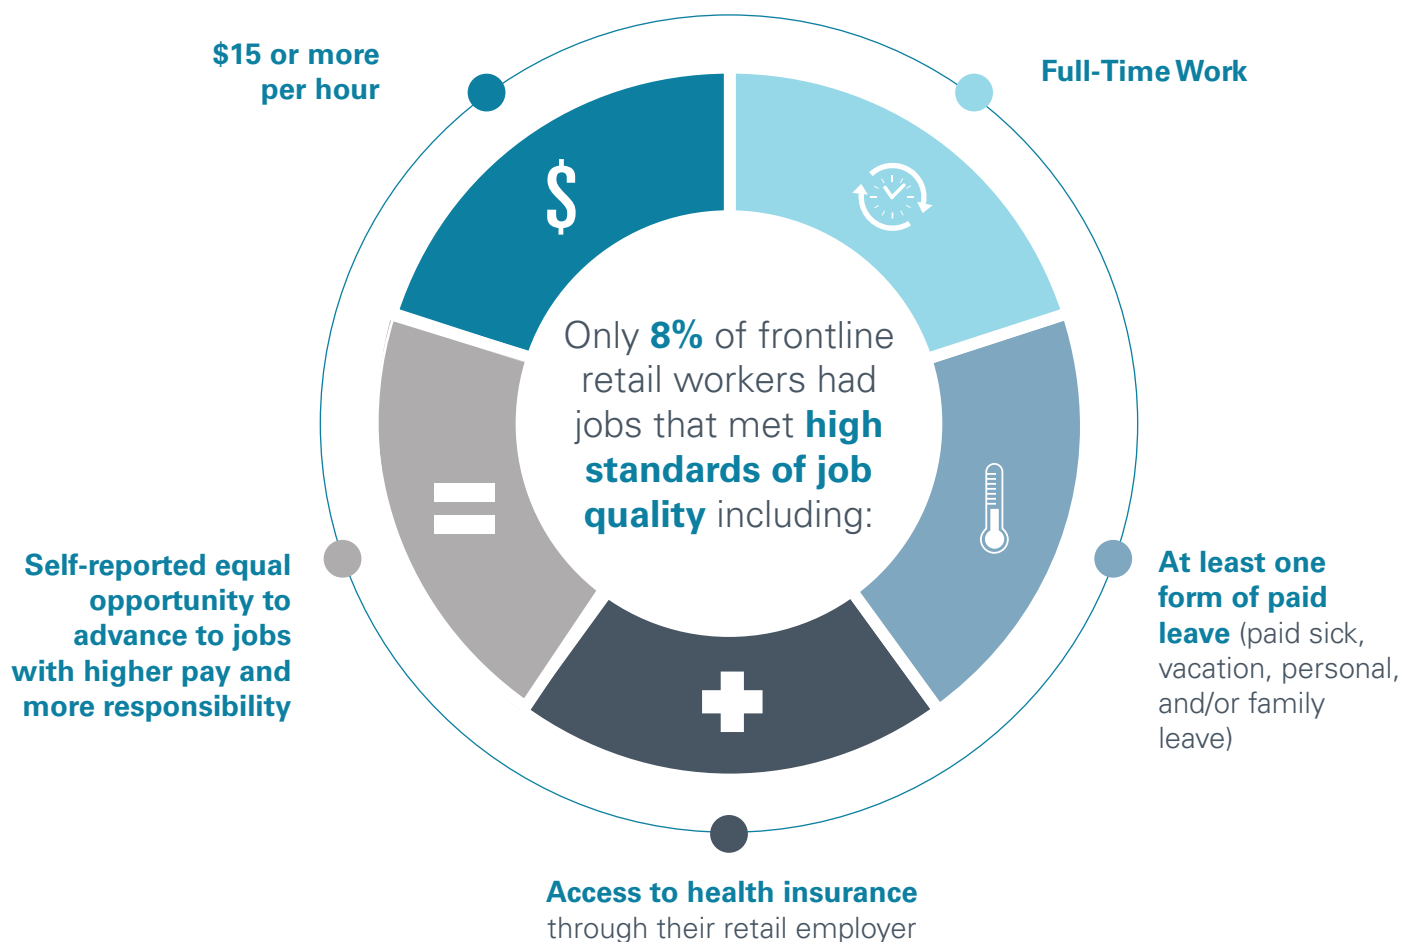 $15 or more
per hour
Full-Time Work
$
Only 8% of frontline
retail workers had
jobs that met high
standards of job
quality including:
Self-reported equal
opportunity to
advance to jobs
with higher pay and
more responsibility
At least one
form of paid
leave (paid sick,
vacation, personal,
and/or family
leave)
Access to health insurance
through their retail employer